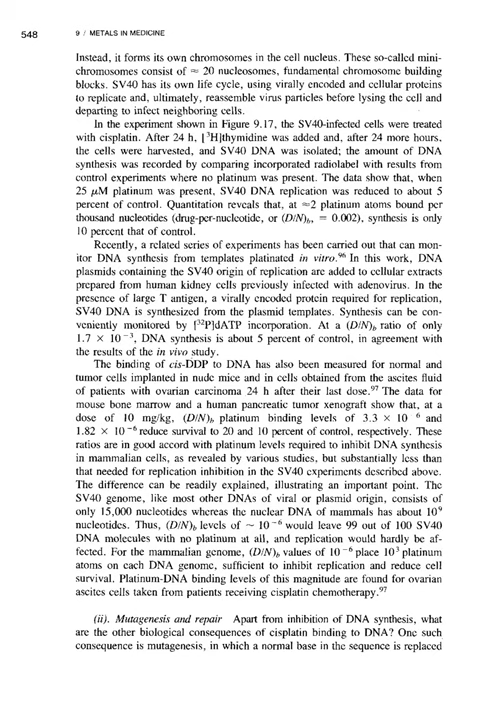 548
9 / METALS IN MEDICINE
Instead, it forms its own chromosomes in the cell nucleus. These so-called mini-
chromosomes consist of ≈ 20 nucleosomes, fundamental chromosome building
blocks. SV40 has its own life cycle, using virally encoded and cellular proteins
to replicate and, ultimately, reassemble virus particles before lysing the cell and
departing to infect neighboring cells.
In the experiment shown in Figure 9.17, the SV40-infected cells were treated
with cisplatin. After 24 h, [³H]thymidine was added and, after 24 more hours,
the cells were harvested, and SV40 DNA was isolated; the amount of DNA
synthesis was recorded by comparing incorporated radiolabel with results from
control experiments where no platinum was present. The data show that, when
25 μM platinum was present, SV40 DNA replication was reduced to about 5
percent of control. Quantitation reveals that, at ≈2 platinum atoms bound per
thousand nucleotides (drug-per-nucleotide, or (D/N)b, = 0.002), synthesis is only
10 percent that of control.
Recently, a related series of experiments has been carried out that can mon-
itor DNA synthesis from templates platinated in vitro.⁹⁶ In this work, DNA
plasmids containing the SV40 origin of replication are added to cellular extracts
prepared from human kidney cells previously infected with adenovirus. In the
presence of large T antigen, a virally encoded protein required for replication,
SV40 DNA is synthesized from the plasmid templates. Synthesis can be con-
veniently monitored by [³²P]dATP incorporation. At a (D/N)b ratio of only
1.7 × 10⁻³, DNA synthesis is about 5 percent of control, in agreement with
the results of the in vivo study.
The binding of cis-DDP to DNA has also been measured for normal and
tumor cells implanted in nude mice and in cells obtained from the ascites fluid
of patients with ovarian carcinoma 24 h after their last dose.⁹⁷ The data for
mouse bone marrow and a human pancreatic tumor xenograft show that, at a
dose of 10 mg/kg, (D/N)b platinum binding levels of 3.3 × 10⁻⁶ and
1.82 × 10⁻⁶ reduce survival to 20 and 10 percent of control, respectively. These
ratios are in good accord with platinum levels required to inhibit DNA synthesis
in mammalian cells, as revealed by various studies, but substantially less than
that needed for replication inhibition in the SV40 experiments described above.
The difference can be readily explained, illustrating an important point. The
SV40 genome, like most other DNAs of viral or plasmid origin, consists of
only 15,000 nucleotides whereas the nuclear DNA of mammals has about 10⁹
nucleotides. Thus, (D/N)b levels of ~ 10⁻⁶ would leave 99 out of 100 SV40
DNA molecules with no platinum at all, and replication would hardly be af-
fected. For the mammalian genome, (D/N)b values of 10⁻⁶ place 10³ platinum
atoms on each DNA genome, sufficient to inhibit replication and reduce cell
survival. Platinum-DNA binding levels of this magnitude are found for ovarian
ascites cells taken from patients receiving cisplatin chemotherapy.⁹⁷
(ii). Mutagenesis and repair Apart from inhibition of DNA synthesis, what
are the other biological consequences of cisplatin binding to DNA? One such
consequence is mutagenesis, in which a normal base in the sequence is replaced